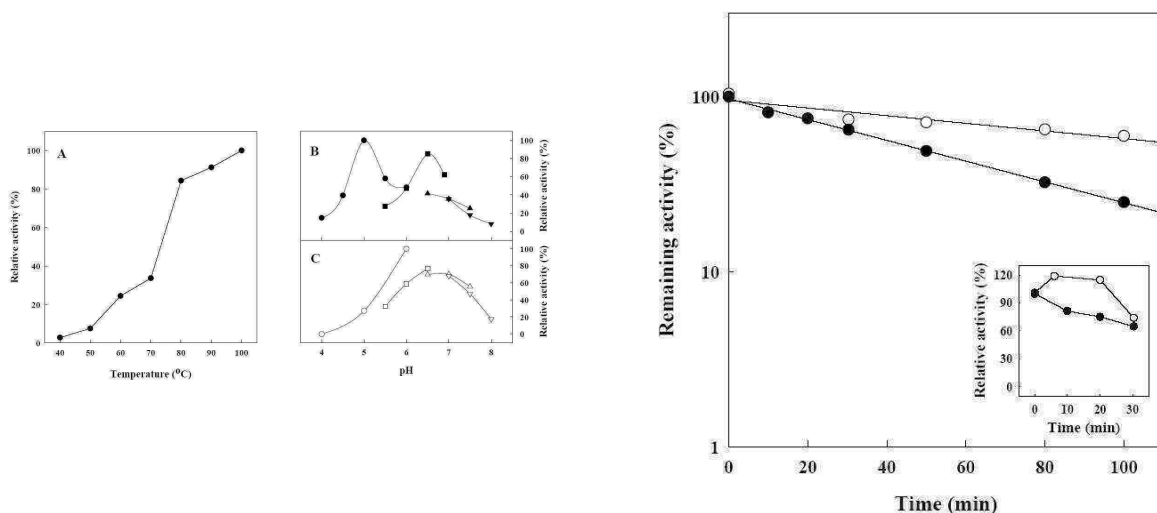 A
Relative activity (%)
100
80
60
40
20
0
40 50 60 70 80 90 100
Temperature (°C)
B
100
80
60
40
20
0
Relative activity (%)
C
100
80
60
40
20
0
Relative activity (%)
4 5 6 7 8
pH
Remaining activity (%)
100
10
1
0 20 40 60 80 100
Time (min)
Relative activity (%)
120
90
60
30
0
0 10 20 30
Time (min)